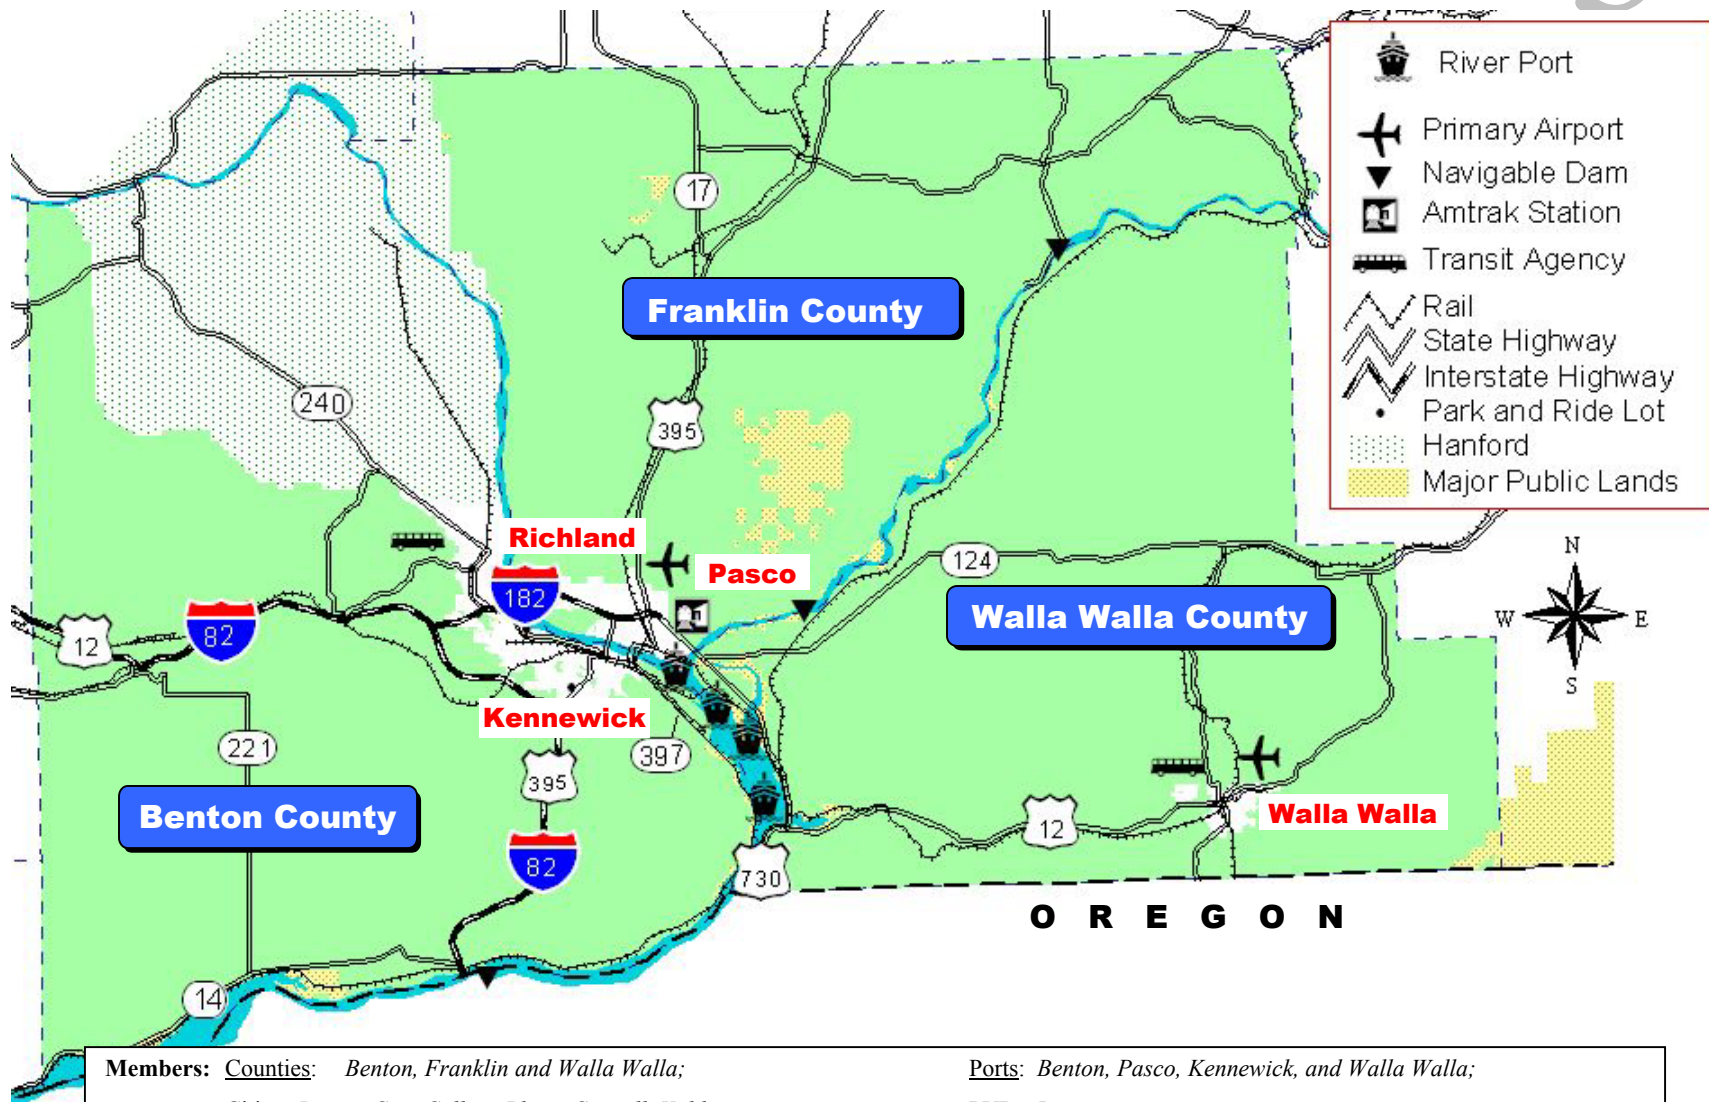 River Port
Primary Airport
Navigable Dam
Amtrak Station
Transit Agency
Rail
State Highway
Interstate Highway
Park and Ride Lot
Hanford
Major Public Lands
17
Franklin County
240
395
Richland
Pasco
124
182
12
82
Walla Walla County
N
W E
S
Kennewick
221
397
395
Benton County
12
Walla Walla
82
730
OREGON
14
Members: Counties: Benton, Franklin and Walla Walla;
Ports: Benton, Pasco, Kennewick, and Walla Walla;